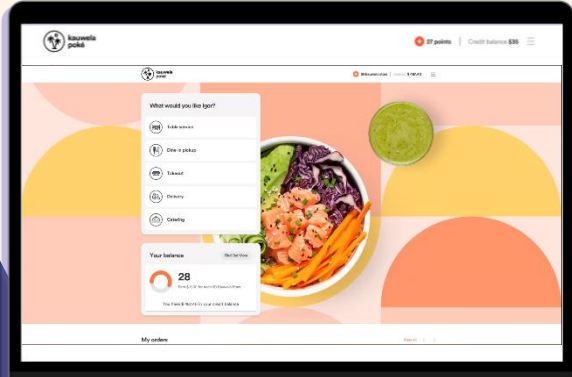 kauwela
poké
27 points | Credit balance $35
kauwela
poké
What would you like Igor?
Table service
Dine-in pickup
Takeout
Delivery
Catering
Your balance
28
My orders